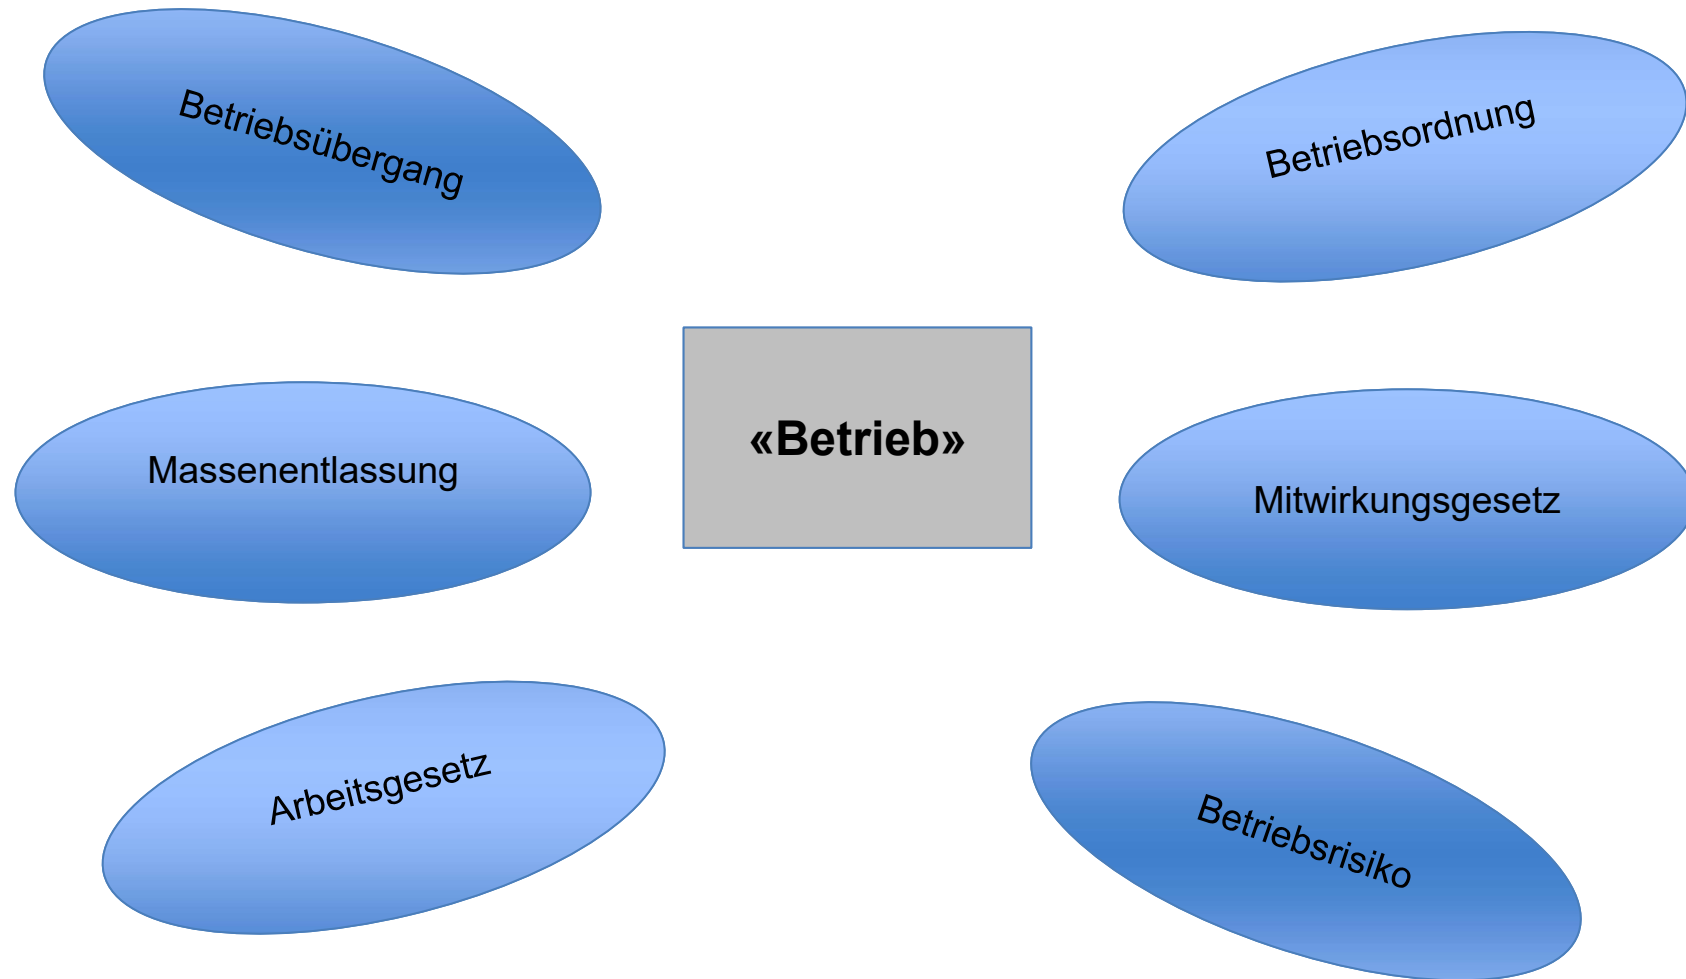 Betriebsübergang
Betriebsordnung
«Betrieb»
Massenentlassung
Mitwirkungsgesetz
Arbeitsgesetz
Betriebsrisiko